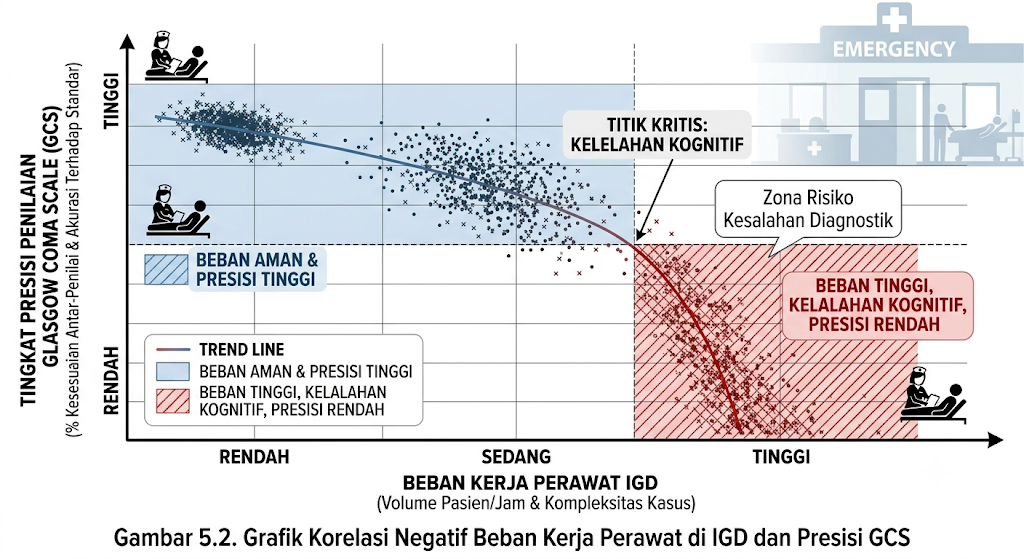 EMERGENCY
TINGKAT PRESISI PENILAIAN
GLASGOW COMA SCALE (GCS)
(% Kesesuaian Antar-Penilai & Akurasi Terhadap Standar)
TINGGI
RENDAH
TITIK KRITIS:
KELELAHAN KOGNITIF
Zona Risiko
Kesalahan Diagnostik
BEBAN AMAN &
PRESISI TINGGI
BEBAN TINGGI,
KELALAHAN KOGNITIF,
PRESISI RENDAH
TREND LINE
BEBAN AMAN & PRESISI TINGGI
BEBAN TINGGI, KELALAHAN
KOGNITIF, PRESISI RENDAH
RENDAH
SEDANG
TINGGI
BEBAN KERJA PERAWAT IGD
(Volume Pasien/Jam & Kompleksitas Kasus)
Gambar 5.2. Grafik Korelasi Negatif Beban Kerja Perawat di IGD dan Presisi GCS